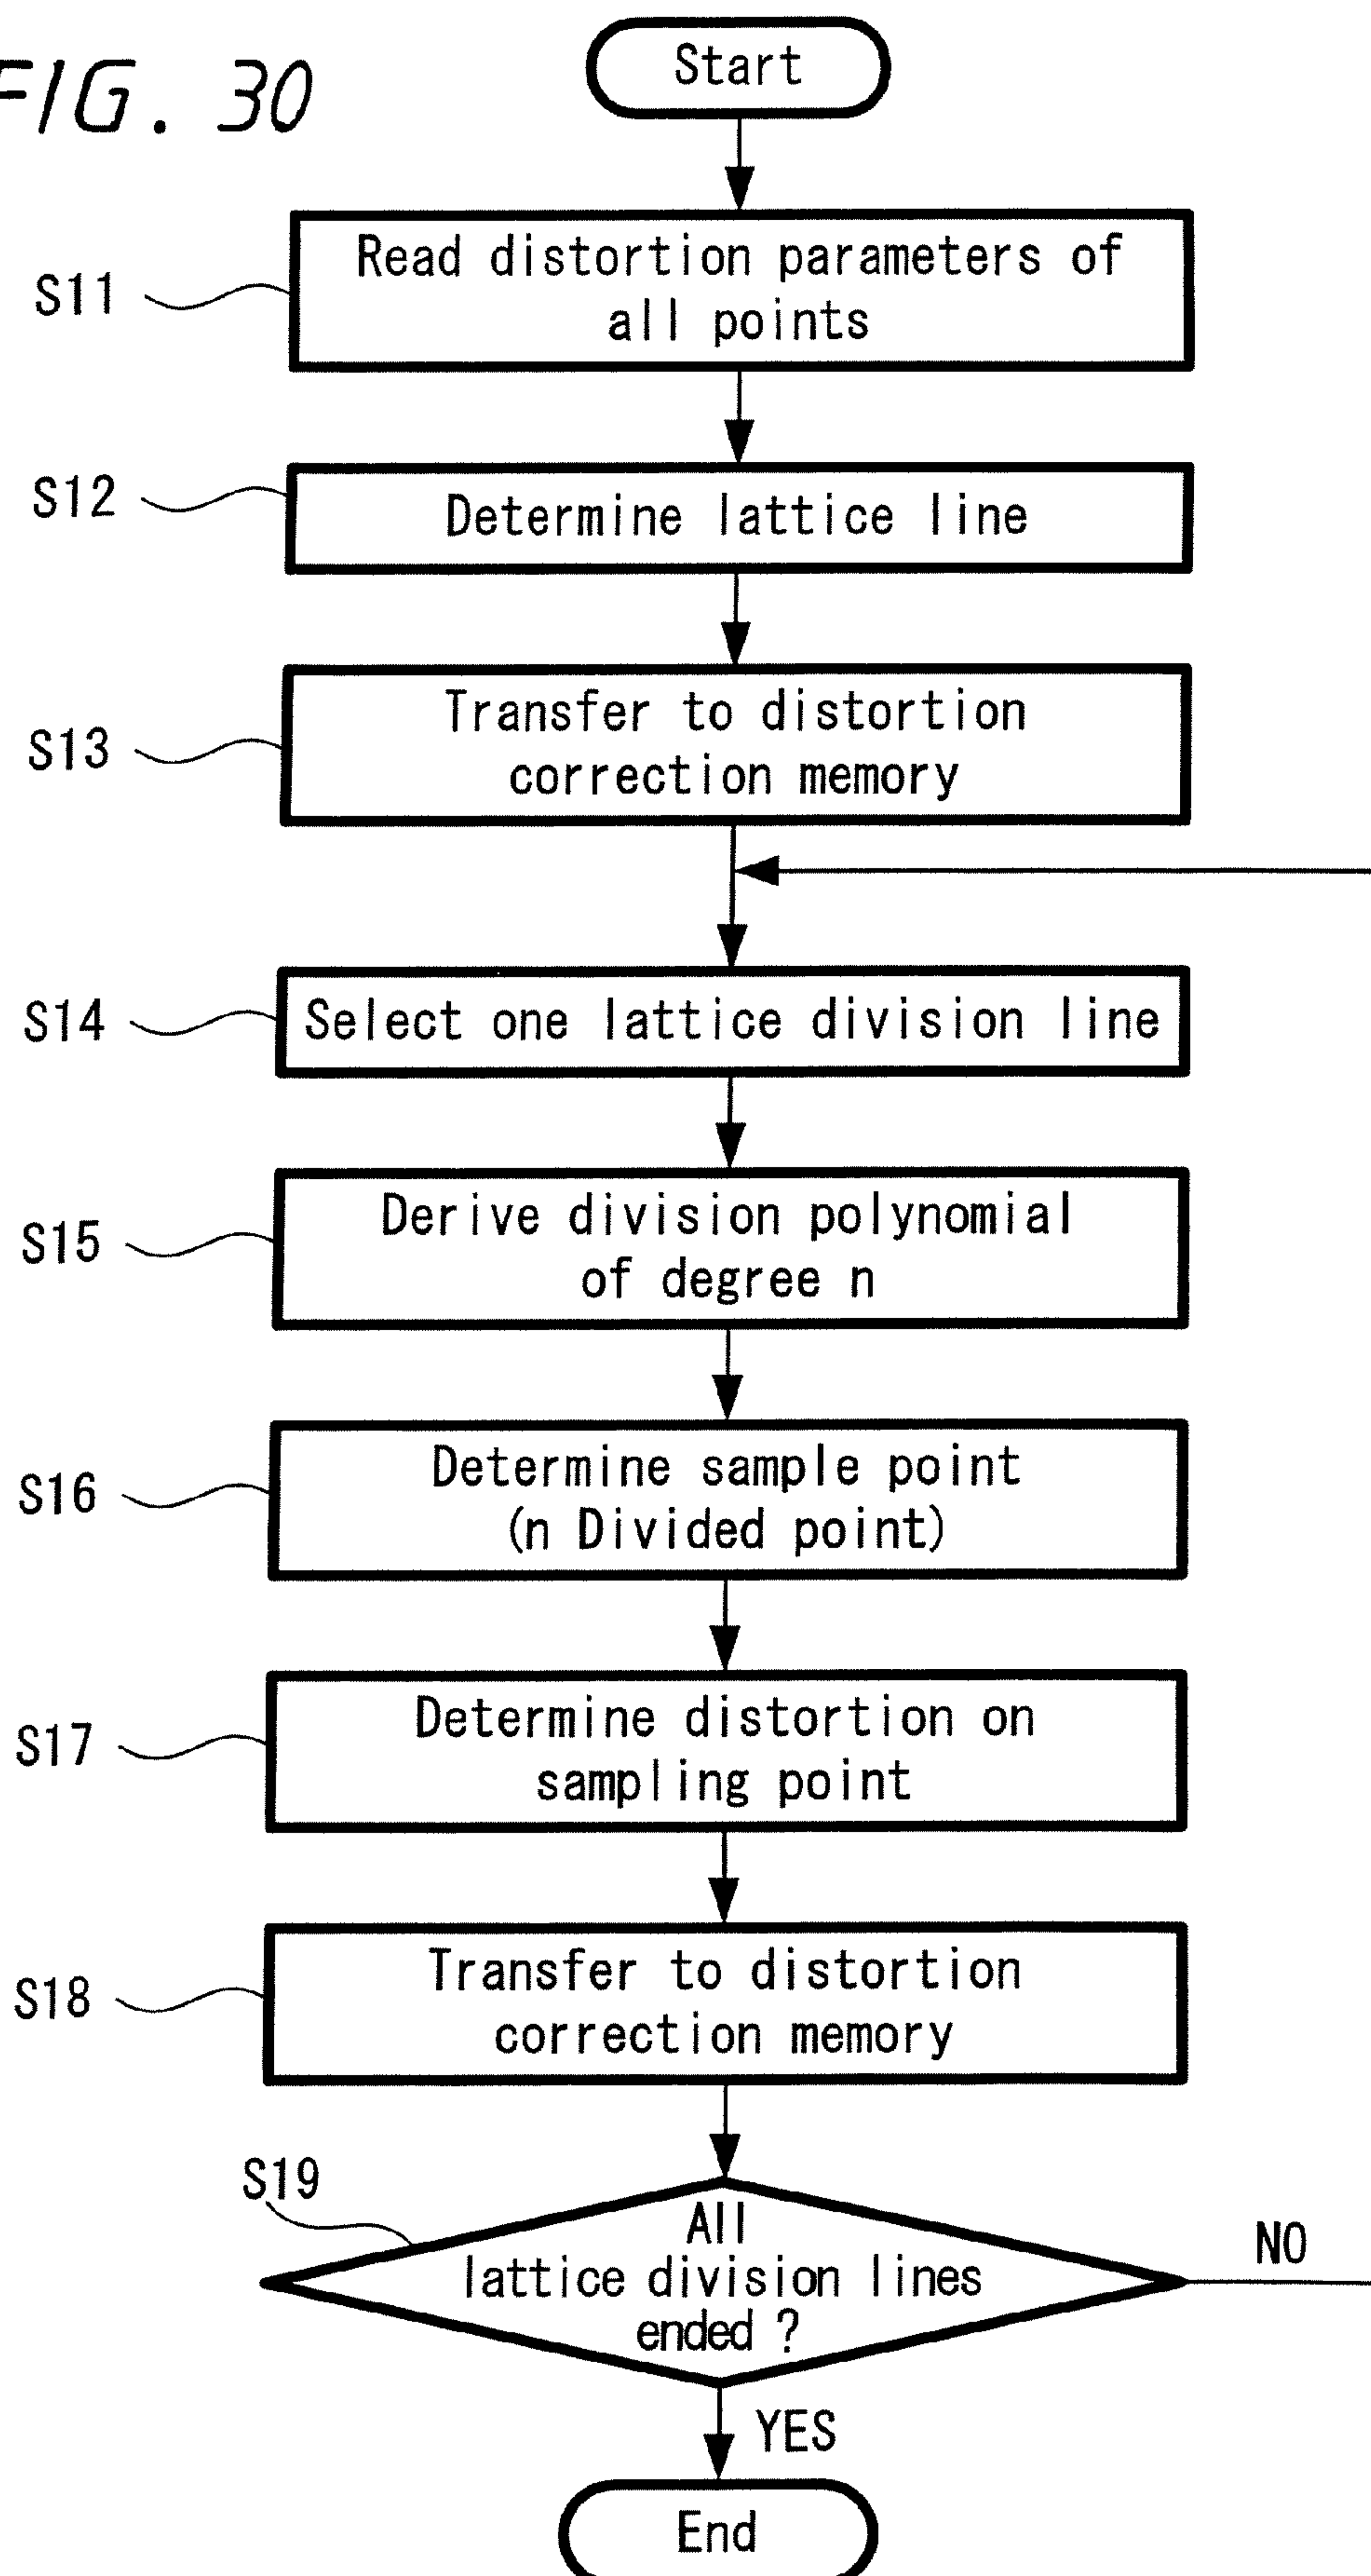 FIG. 30
Start
S11
Read distortion parameters of
all points
S12
Determine lattice line
S13
Transfer to distortion
correction memory
S14
Select one lattice division line
S15
Derive division polynomial
of degree n
S16
Determine sample point
(n Divided point)
S17
Determine distortion on
sampling point
S18
Transfer to distortion
correction memory
S19
All
lattice division lines
ended ?
NO
YES
End